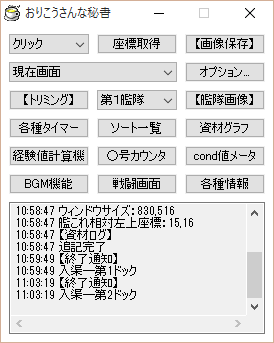 おりこうさんな秘書
クリック 座標取得 【画像保存】
現在画面 オプション...
【トリミング】 第1艦隊 【艦隊画像】
各種タイマー ソート一覧 資材グラフ
経験値計算機 ○号カウンタ cond値メータ
BGM機能 戦闘画面 各種情報
10:58:47 ウィンドウサイズ：830,516
10:58:47 艦これ相対左上座標：15,16
10:58:47 【資材ログ】
10:58:47 追記完了
10:59:49 【終了通知】
10:59:49 入渠―第1ドック
11:03:19 【終了通知】
11:03:19 入渠―第2ドック